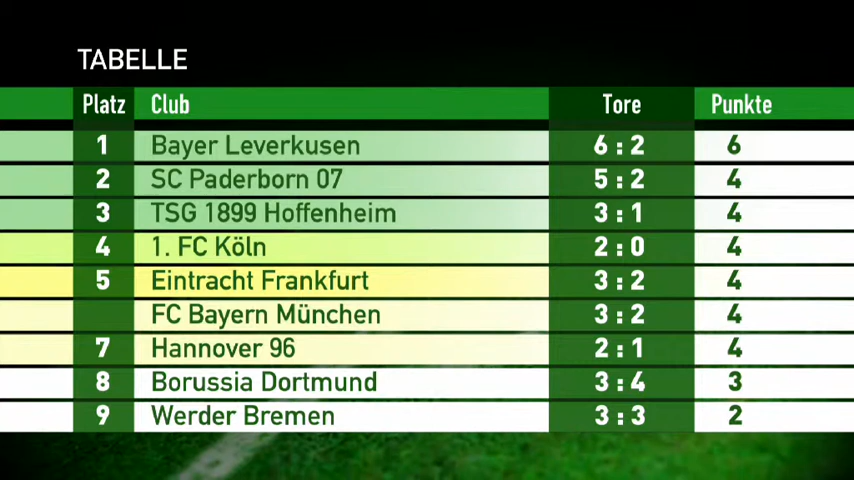 TABELLE
Platz Club Tore Punkte
1 Bayer Leverkusen 6 : 2 6
2 SC Paderborn 07 5 : 2 4
3 TSG 1899 Hoffenheim 3 : 1 4
4 1. FC Köln 2 : 0 4
5 Eintracht Frankfurt 3 : 2 4
FC Bayern München 3 : 2 4
7 Hannover 96 2 : 1 4
8 Borussia Dortmund 3 : 4 3
9 Werder Bremen 3 : 3 2